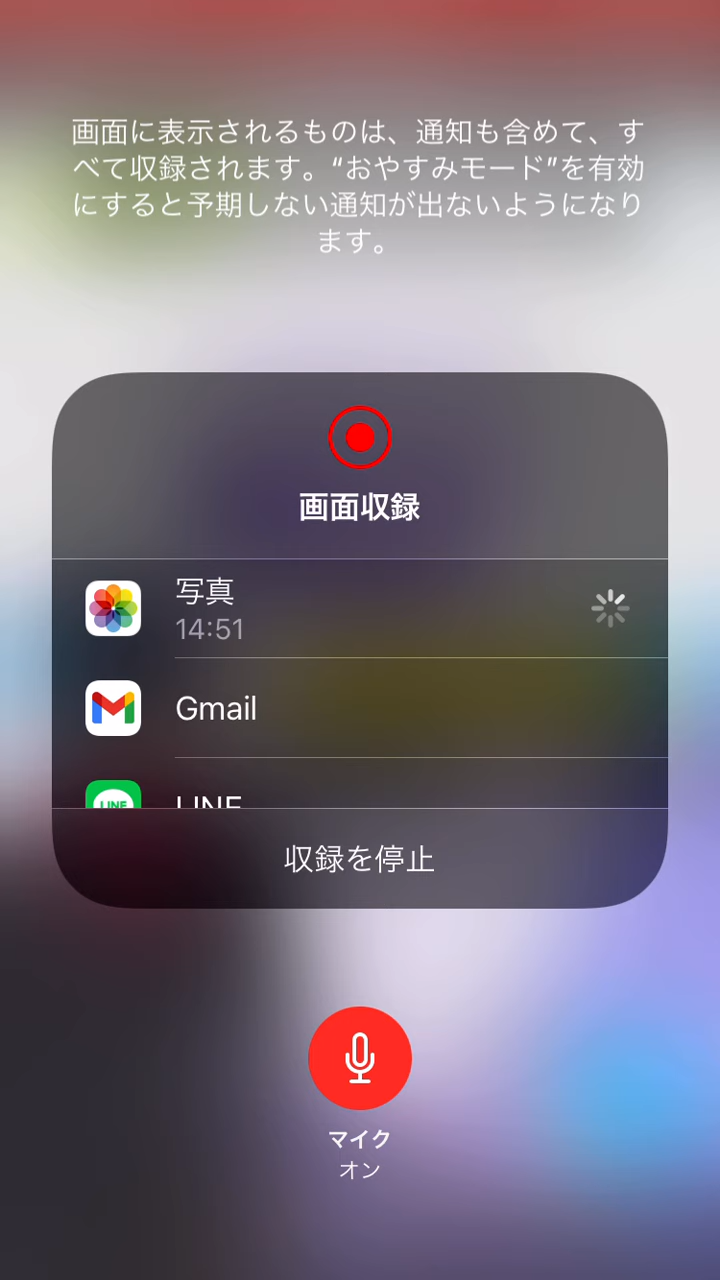 画面に表示されるものは、通知も含めて、す
べて収録されます。“おやすみモード”を有効
にすると予期しない通知が出ないようになり
ます。
画面収録
写真
14:51
Gmail
LINE
LINE
収録を停止
マイク
オン